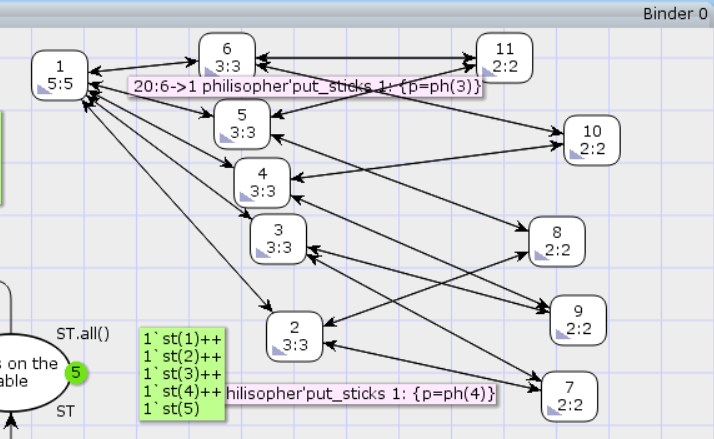 Binder 0
1
5:5
6
3:3
11
2:2
20:6->1 philisopher'put_sticks 1: {p=ph(3)}
5
3:3
10
2:2
4
3:3
3
3:3
8
2:2
9
2:2
2
3:3
7
2:2
ST.all()
s on the
able
5
ST
1`st(1)++
1`st(2)++
1`st(3)++
1`st(4)++
1`st(5)
hilisopher'put_sticks 1: {p=ph(4)}